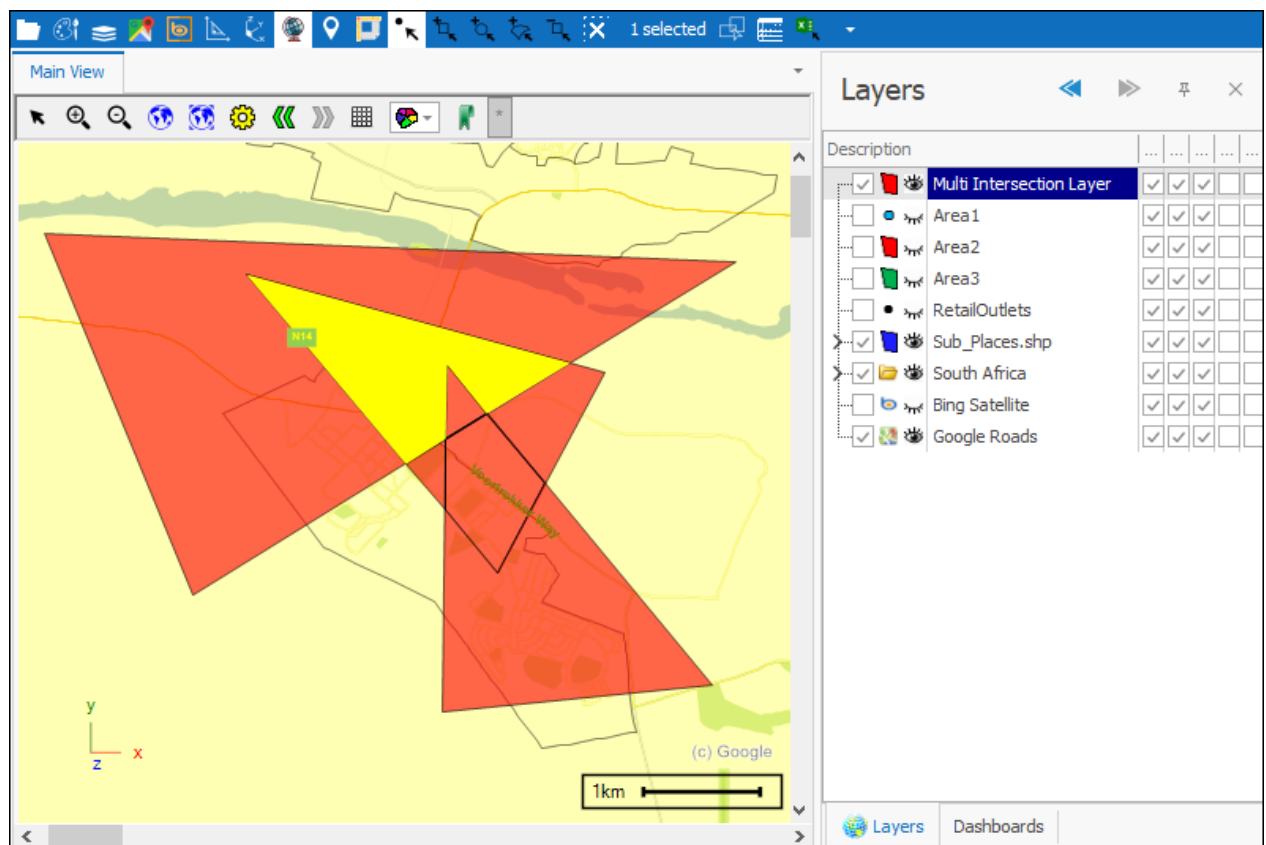 1 selected
Main View
Layers
*
Description
... ... ... ... ...
Multi Intersection Layer
Area1
Area2
Area3
RetailOutlets
Sub_Places.shp
South Africa
Bing Satellite
Google Roads
N14
Voortrekker Way
y
x
z
(c) Google
1km
Layers
Dashboards